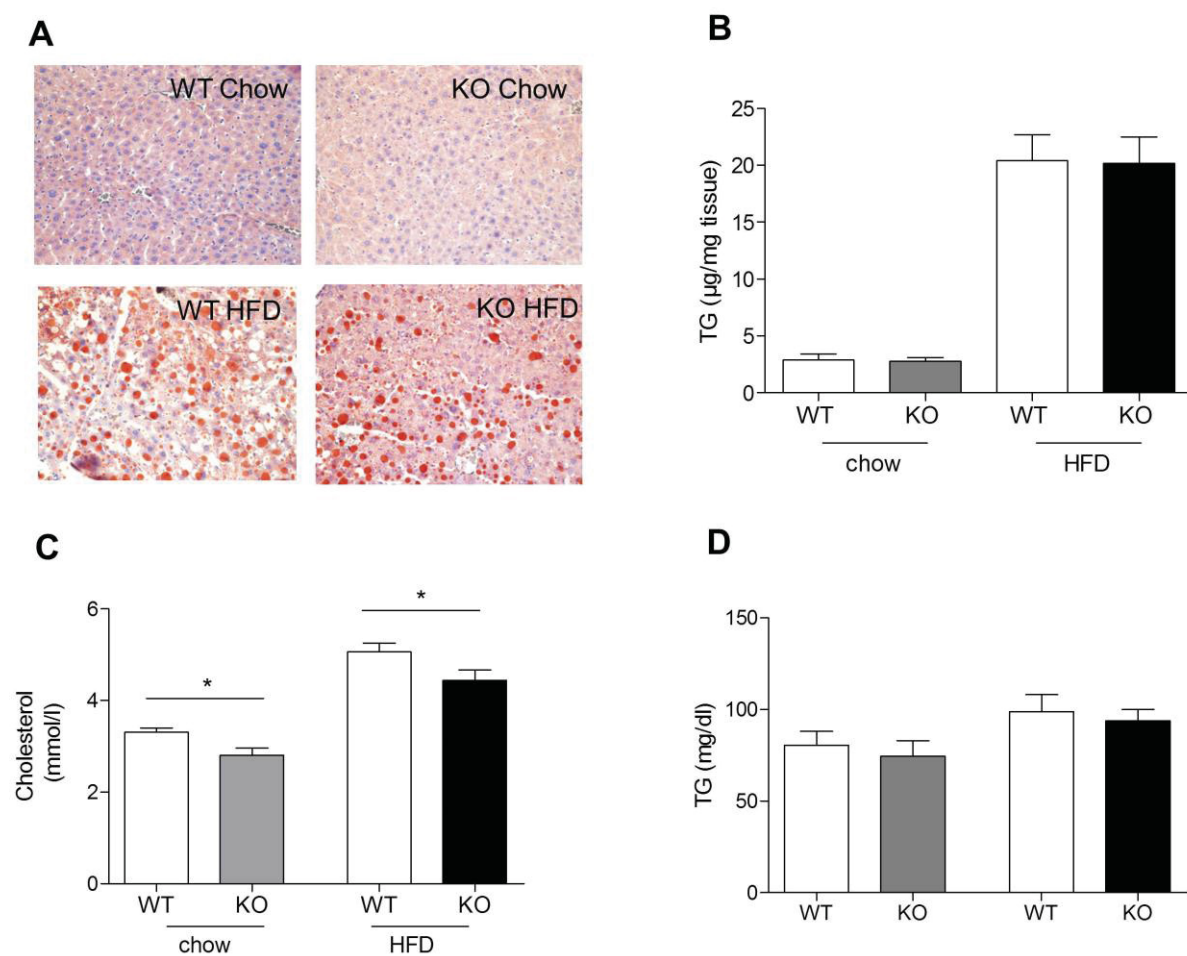 A
WT Chow
KO Chow
WT HFD
KO HFD
B
TG (µg/mg tissue)
25
20
15
10
5
0
WT
KO
WT
KO
chow
HFD
C
Cholesterol
(mmol/l)
6
4
2
0
*
*
WT
KO
WT
KO
chow
HFD
D
TG (mg/dl)
150
100
50
0
WT
KO
WT
KO